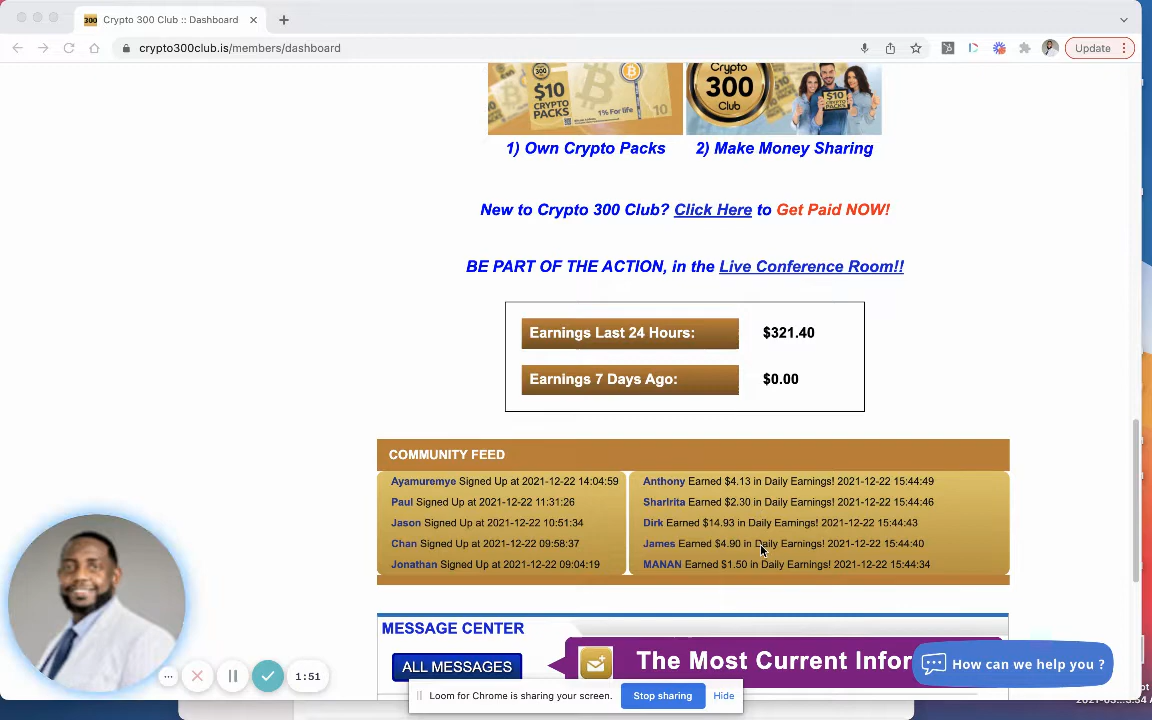 300 Crypto 300 Club :: Dashboard
crypto300club.is/members/dashboard
Update
300
$10
CRYPTO
PACKS
1% For life
10
Crypto
300
Club
$10
CRYPTO
PACKS
1) Own Crypto Packs 2) Make Money Sharing
New to Crypto 300 Club? Click Here to Get Paid NOW!
BE PART OF THE ACTION, in the Live Conference Room!!
Earnings Last 24 Hours: $321.40
Earnings 7 Days Ago: $0.00
COMMUNITY FEED
Ayamuremye Signed Up at 2021-12-22 14:04:59
Paul Signed Up at 2021-12-22 11:31:26
Jason Signed Up at 2021-12-22 10:51:34
Chan Signed Up at 2021-12-22 09:58:37
Jonathan Signed Up at 2021-12-22 09:04:19
Anthony Earned $4.13 in Daily Earnings! 2021-12-22 15:44:49
Sharirita Earned $2.30 in Daily Earnings! 2021-12-22 15:44:46
Dirk Earned $14.93 in Daily Earnings! 2021-12-22 15:44:43
James Earned $4.90 in Daily Earnings! 2021-12-22 15:44:40
MANAN Earned $1.50 in Daily Earnings! 2021-12-22 15:44:34
MESSAGE CENTER
ALL MESSAGES
The Most Current Infor
How can we help you ?
1:51
Loom for Chrome is sharing your screen. Stop sharing Hide